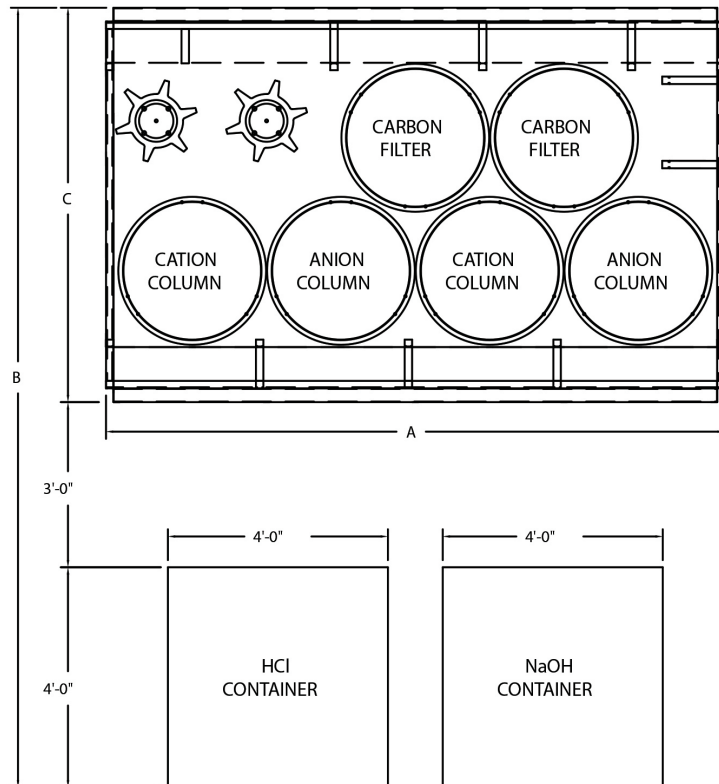 CARBON
FILTER
CARBON
FILTER
C
CATION
COLUMN
ANION
COLUMN
CATION
COLUMN
ANION
COLUMN
B
A
3'-0"
4'-0"
4'-0"
4'-0"
HCl
CONTAINER
NaOH
CONTAINER